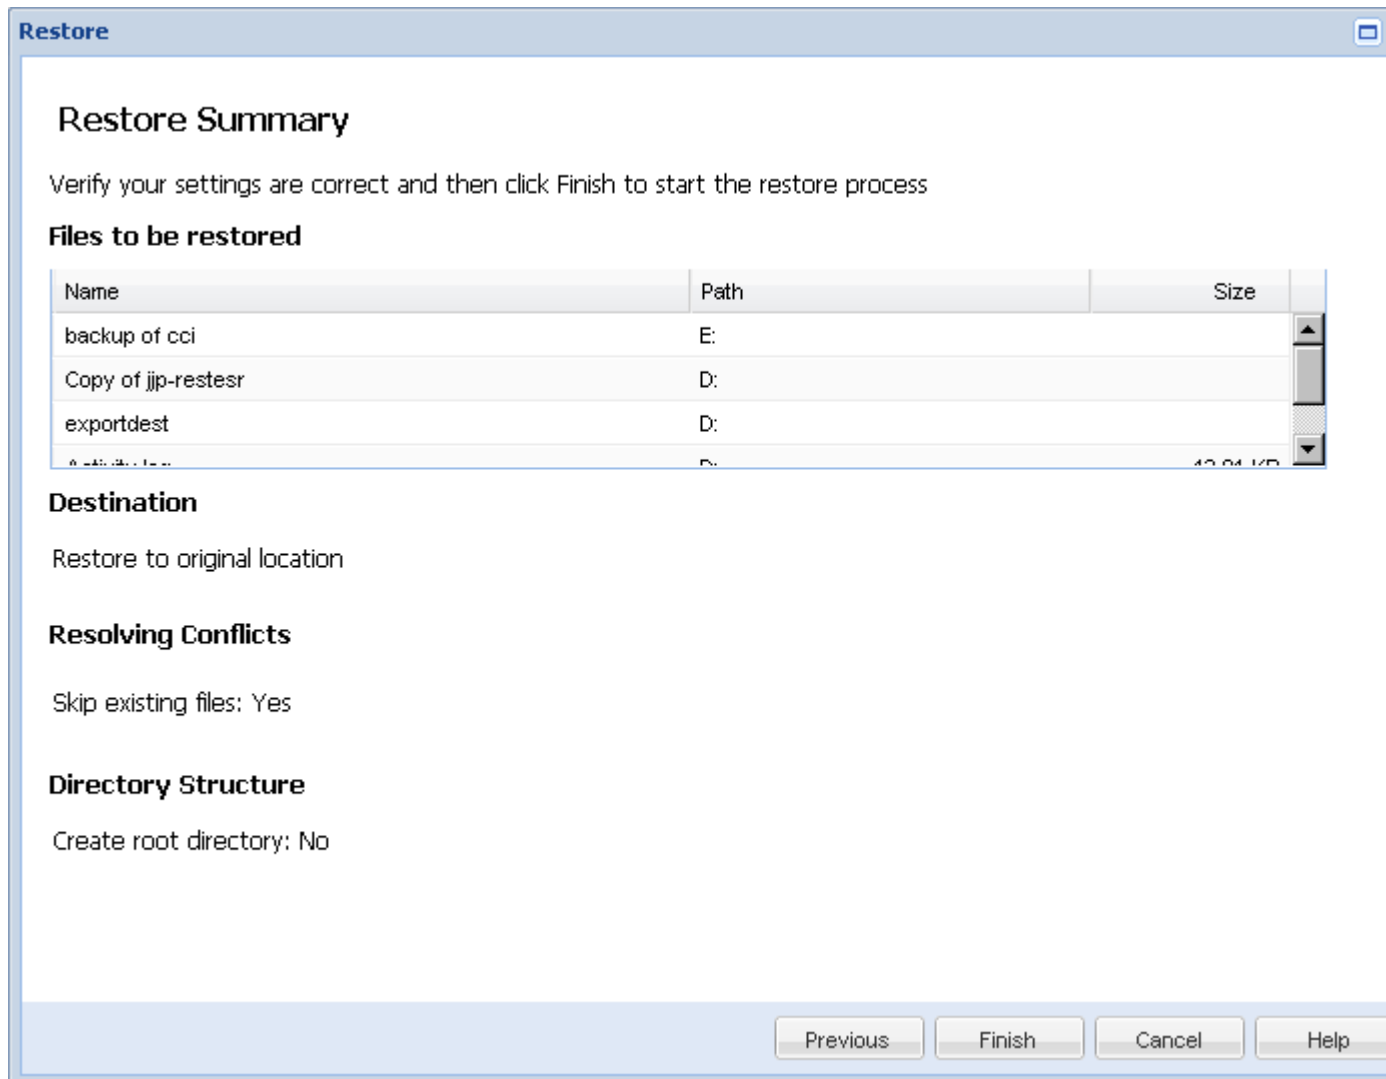 Restore
Restore Summary
Verify your settings are correct and then click Finish to start the restore process
Files to be restored
Name Path Size
backup of cci E:
Copy of jjp-restesr D:
exportdest D:
Activity log D:
Destination
Restore to original location
Resolving Conflicts
Skip existing files: Yes
Directory Structure
Create root directory: No
Previous Finish Cancel Help